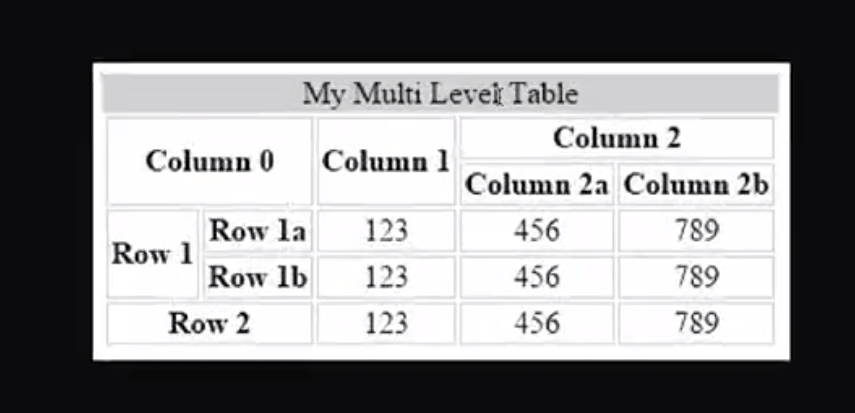 My Multi Level Table
Column 0 Column 1 Column 2
Column 2a Column 2b
Row 1 Row 1a 123 456 789
Row 1b 123 456 789
Row 2 123 456 789